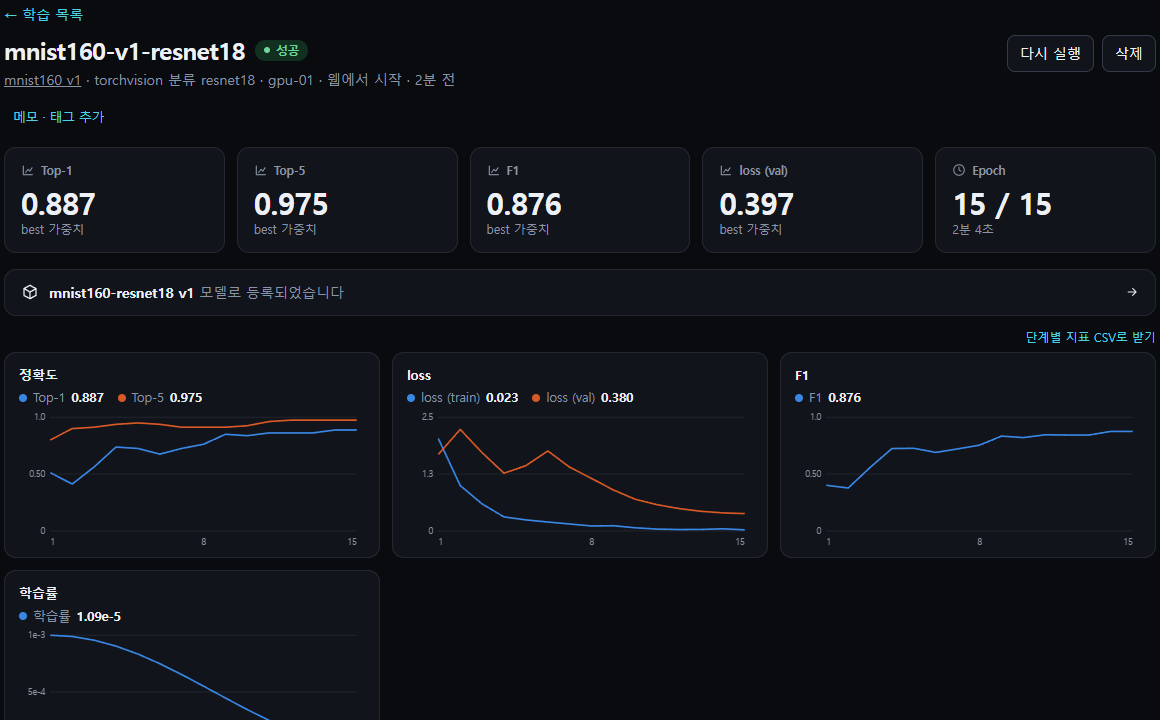 ← 학습 목록
mnist160-v1-resnet18 성공
다시 실행 삭제
mnist160 v1 · torchvision 분류 resnet18 · gpu-01 · 웹에서 시작 · 2분 전
메모 · 태그 추가
Top-1
0.887
best 가중치
Top-5
0.975
best 가중치
F1
0.876
best 가중치
loss (val)
0.397
best 가중치
Epoch
15 / 15
2분 4초
mnist160-resnet18 v1 모델로 등록되었습니다 →
단계별 지표 CSV로 받기
정확도
Top-1 0.887 Top-5 0.975
1.0
0.50
0
1 8 15
loss
loss (train) 0.023 loss (val) 0.380
2.5
1.3
0
1 8 15
F1
F1 0.876
1.0
0.50
0
1 8 15
학습률
학습률 1.09e-5
1e-3
5e-4